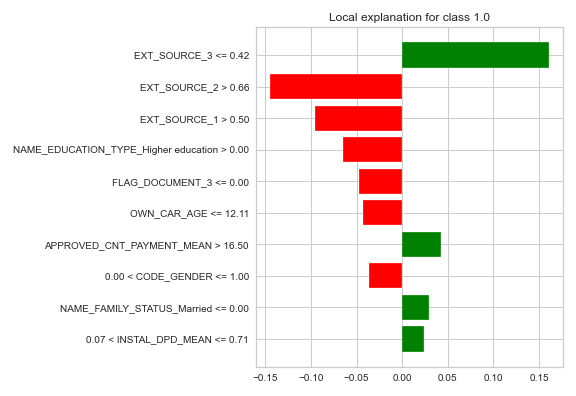 Local explanation for class 1.0
EXT_SOURCE_3 <= 0.42
EXT_SOURCE_2 > 0.66
EXT_SOURCE_1 > 0.50
NAME_EDUCATION_TYPE_Higher education > 0.00
FLAG_DOCUMENT_3 <= 0.00
OWN_CAR_AGE <= 12.11
APPROVED_CNT_PAYMENT_MEAN > 16.50
0.00 < CODE_GENDER <= 1.00
NAME_FAMILY_STATUS_Married <= 0.00
0.07 < INSTAL_DPD_MEAN <= 0.71
−0.15 −0.10 −0.05 0.00 0.05 0.10 0.15